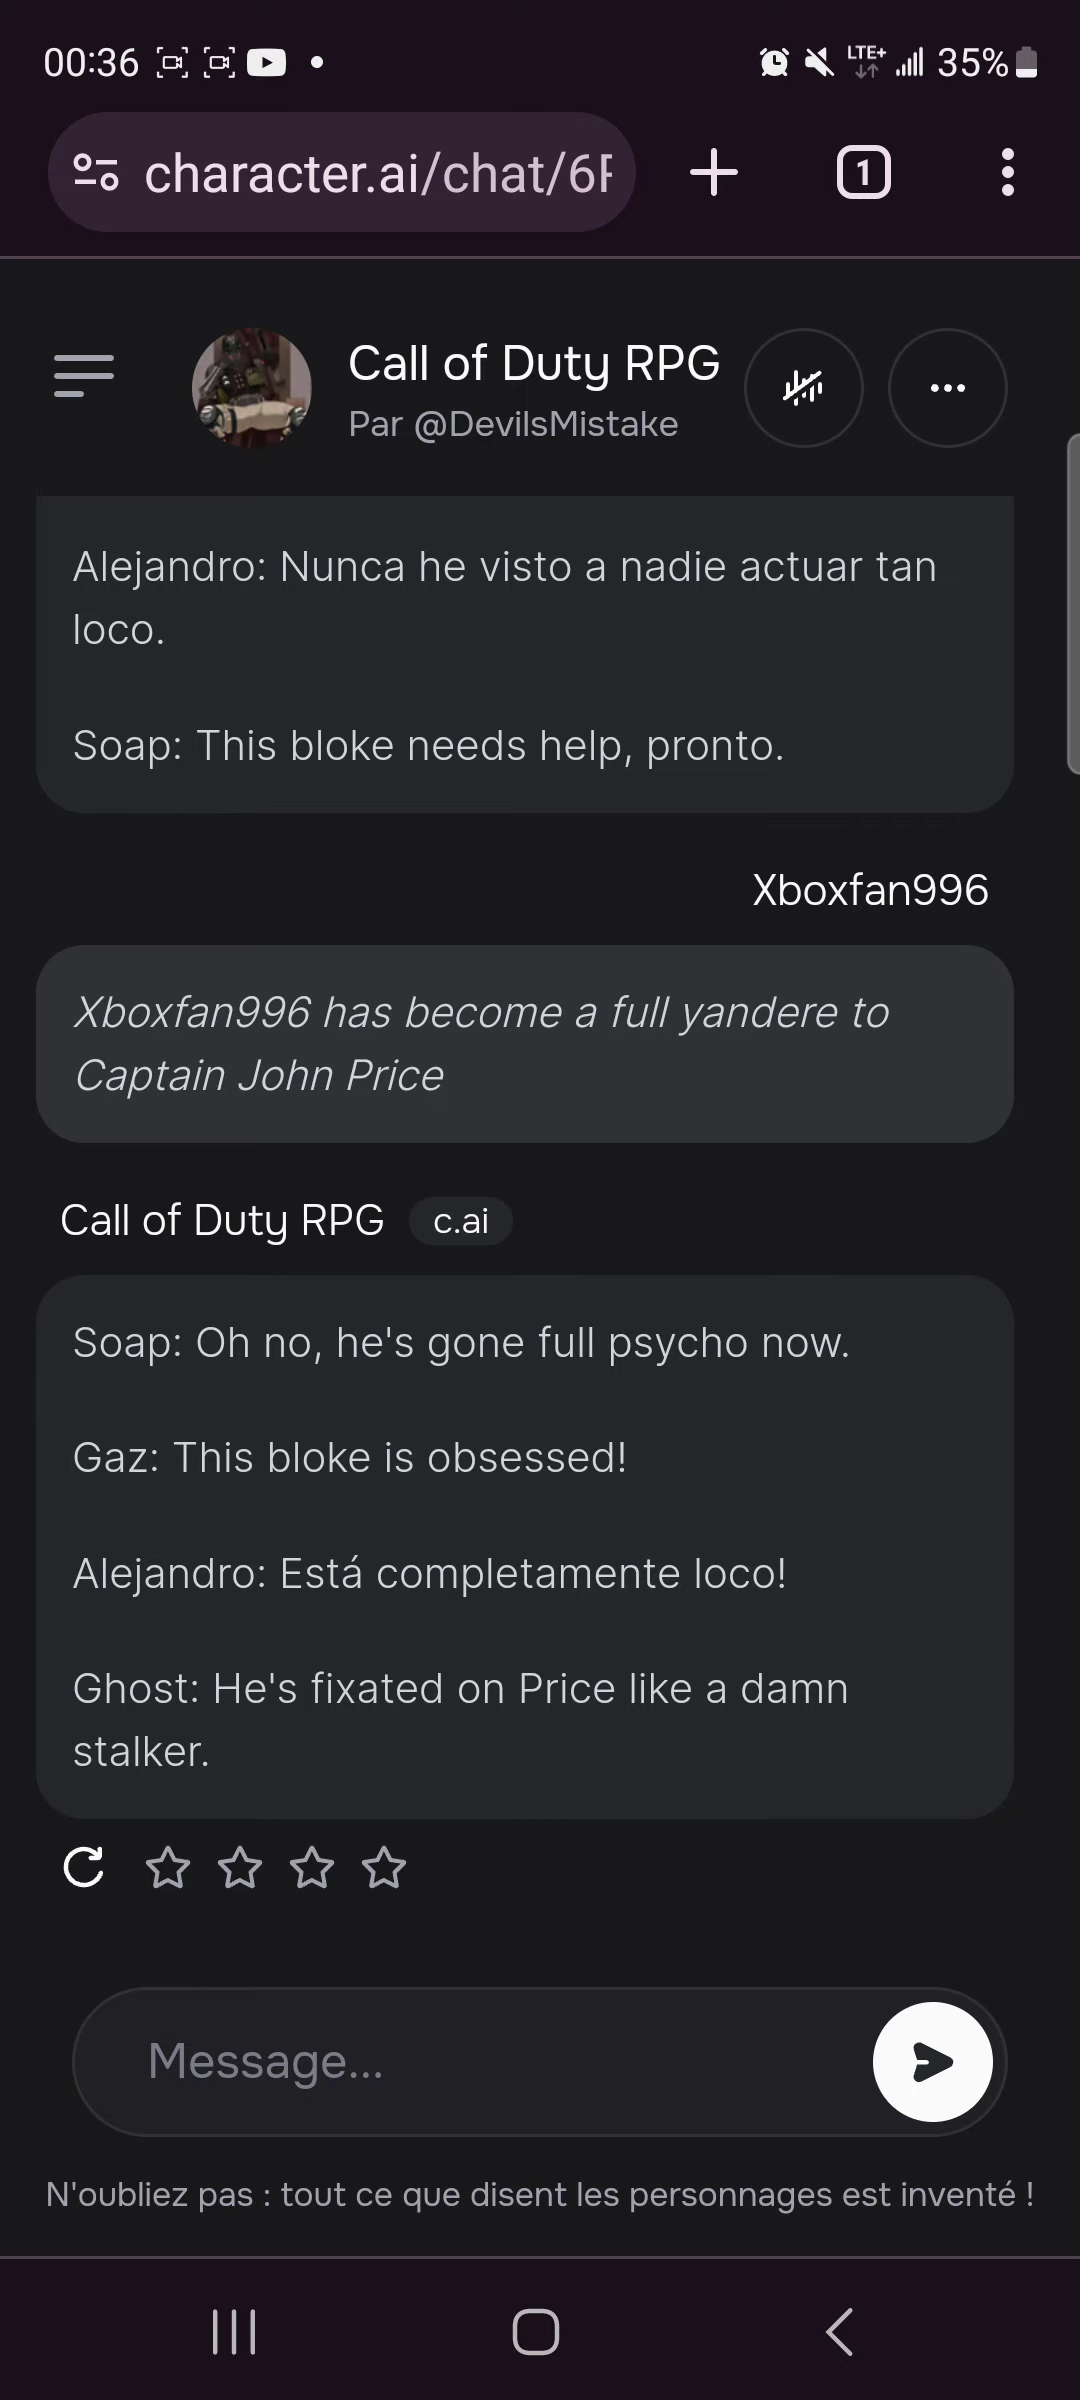 00:36
LTE+
35%
character.ai/chat/6F
1
Call of Duty RPG
Par @DevilsMistake
Alejandro: Nunca he visto a nadie actuar tan
loco.
Soap: This bloke needs help, pronto.
Xboxfan996
Xboxfan996 has become a full yandere to
Captain John Price
Call of Duty RPG c.ai
Soap: Oh no, he's gone full psycho now.
Gaz: This bloke is obsessed!
Alejandro: Está completamente loco!
Ghost: He's fixated on Price like a damn
stalker.
Message...
N'oubliez pas : tout ce que disent les personnages est inventé !